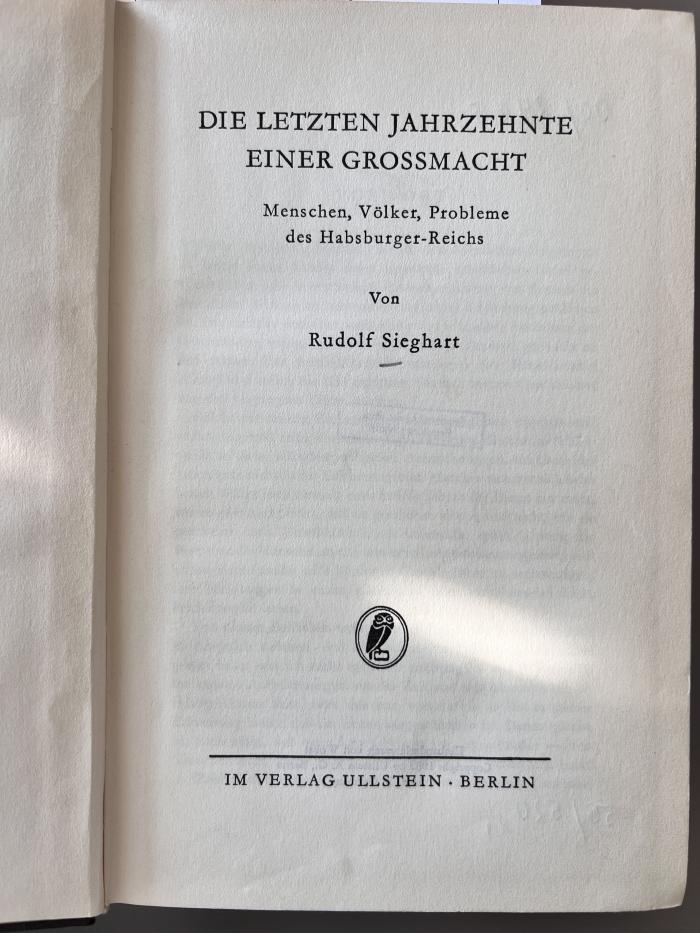 DIE LETZTEN JAHRZEHNTE
EINER GROSSMACHT
Menschen, Völker, Probleme
des Habsburger-Reichs
Von
Rudolf Sieghart
IM VERLAG ULLSTEIN · BERLIN